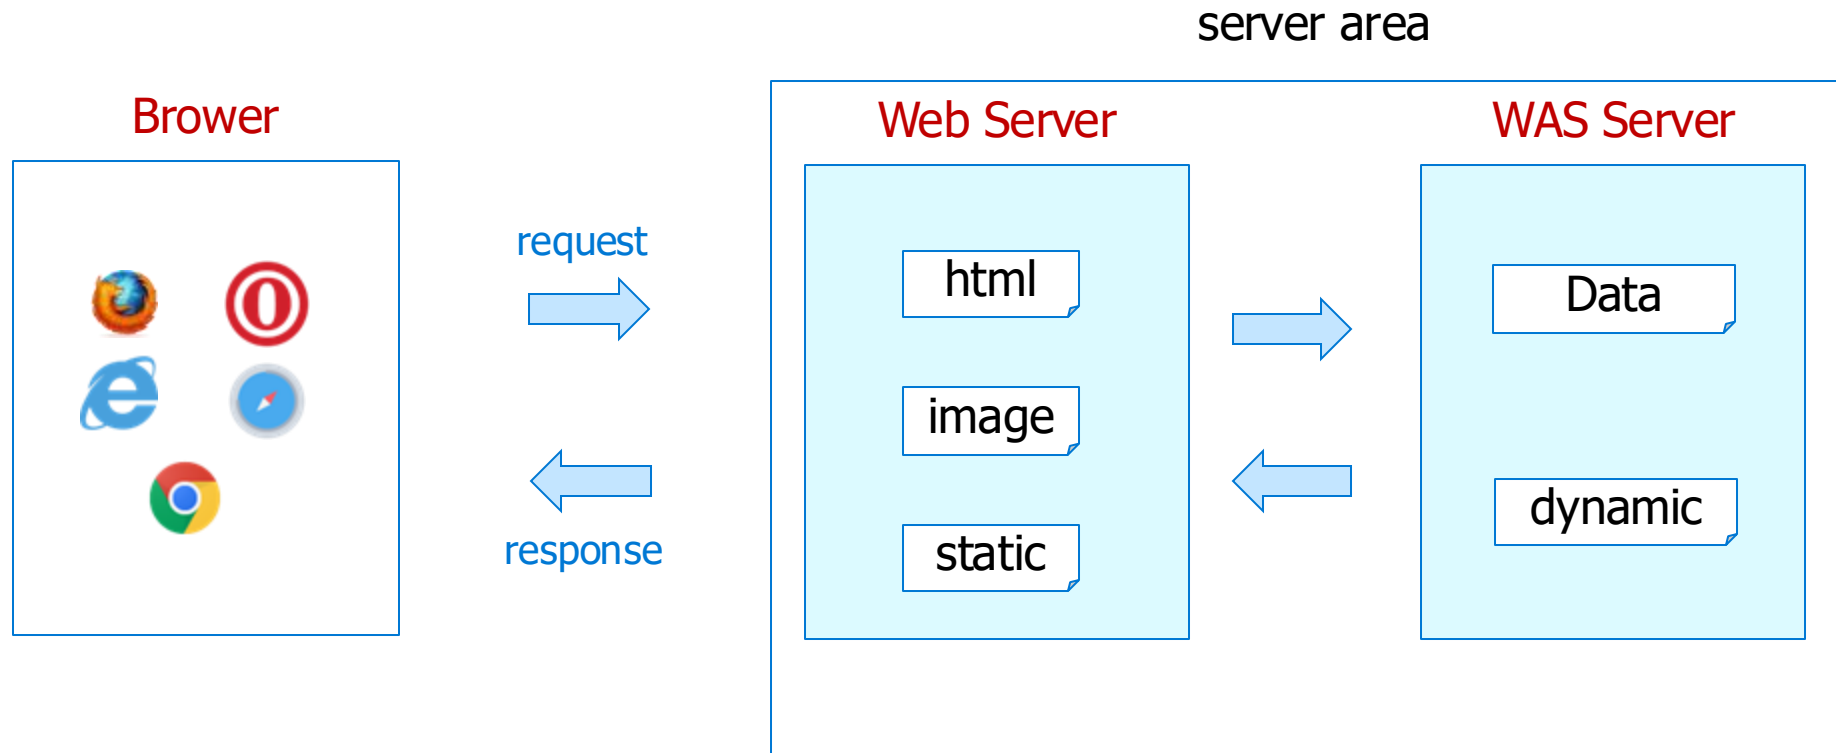 server area
Brower
Web Server
WAS Server
request
response
html
image
static
Data
dynamic